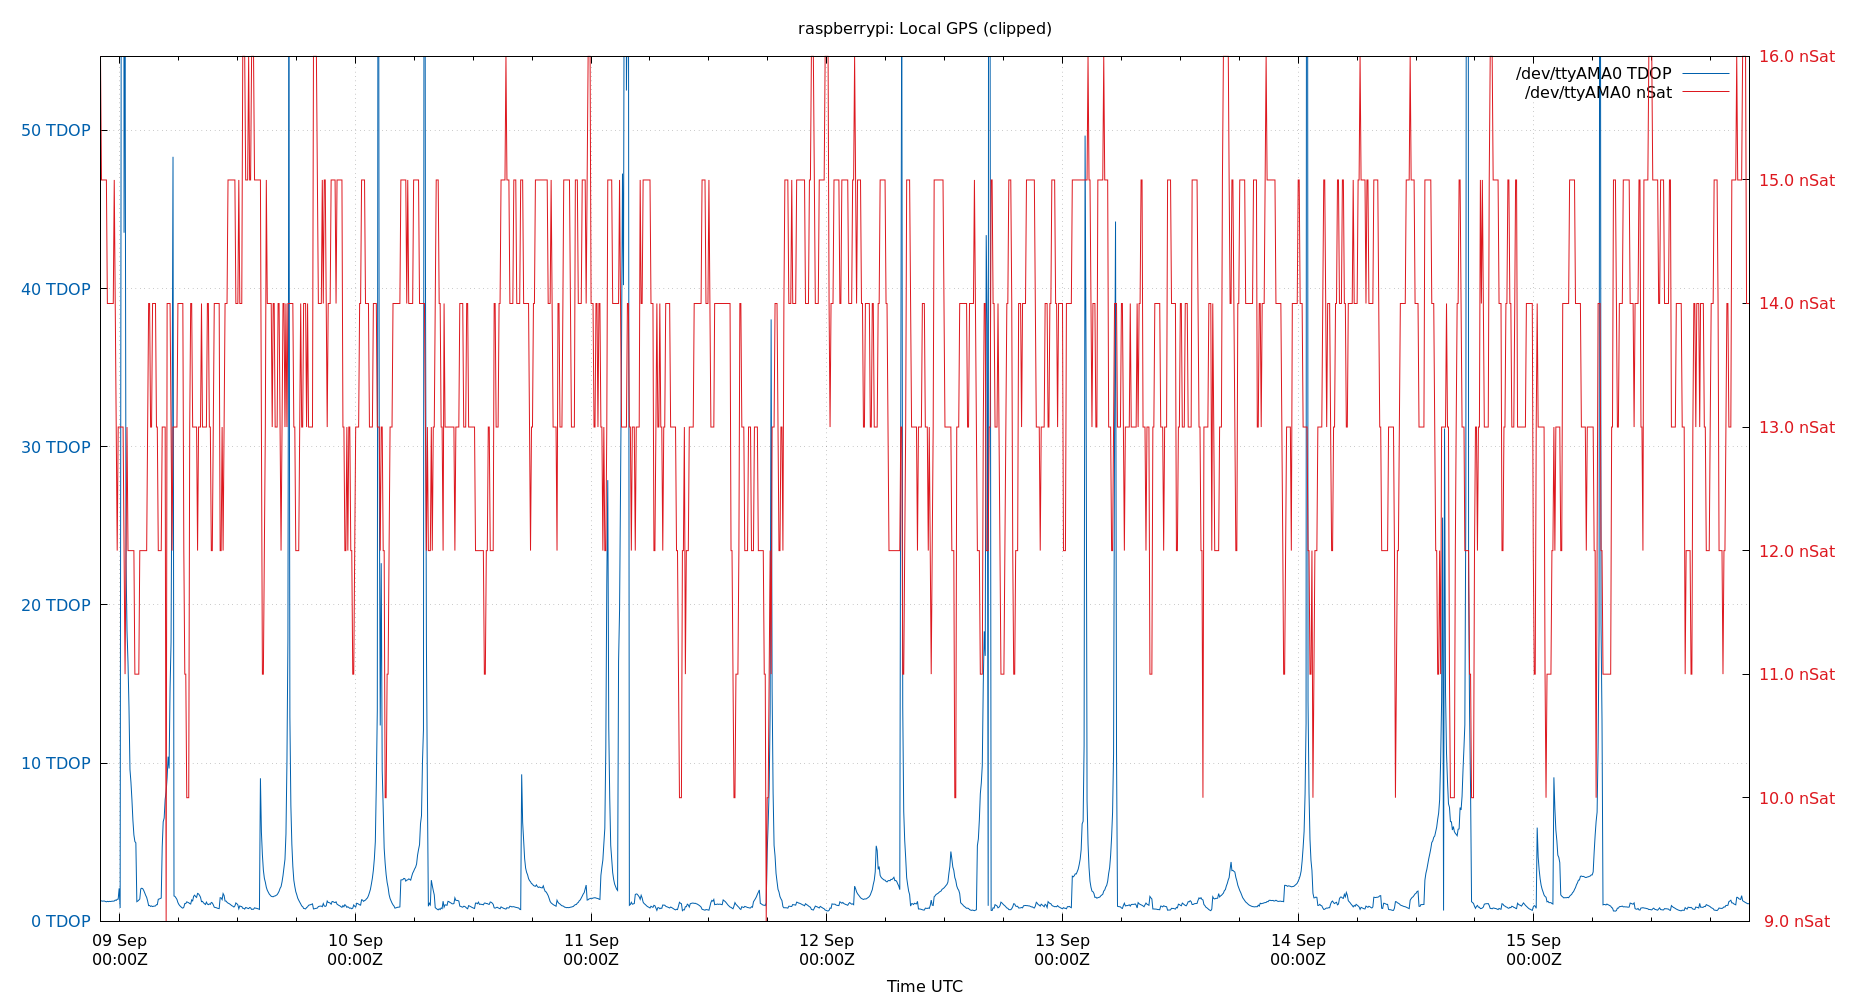 raspberrypi: Local GPS (clipped)
/dev/ttyAMA0 TDOP
/dev/ttyAMA0 nSat
50 TDOP
40 TDOP
30 TDOP
20 TDOP
10 TDOP
0 TDOP
16.0 nSat
15.0 nSat
14.0 nSat
13.0 nSat
12.0 nSat
11.0 nSat
10.0 nSat
9.0 nSat
09 Sep
00:00Z
10 Sep
00:00Z
11 Sep
00:00Z
12 Sep
00:00Z
13 Sep
00:00Z
14 Sep
00:00Z
15 Sep
00:00Z
Time UTC